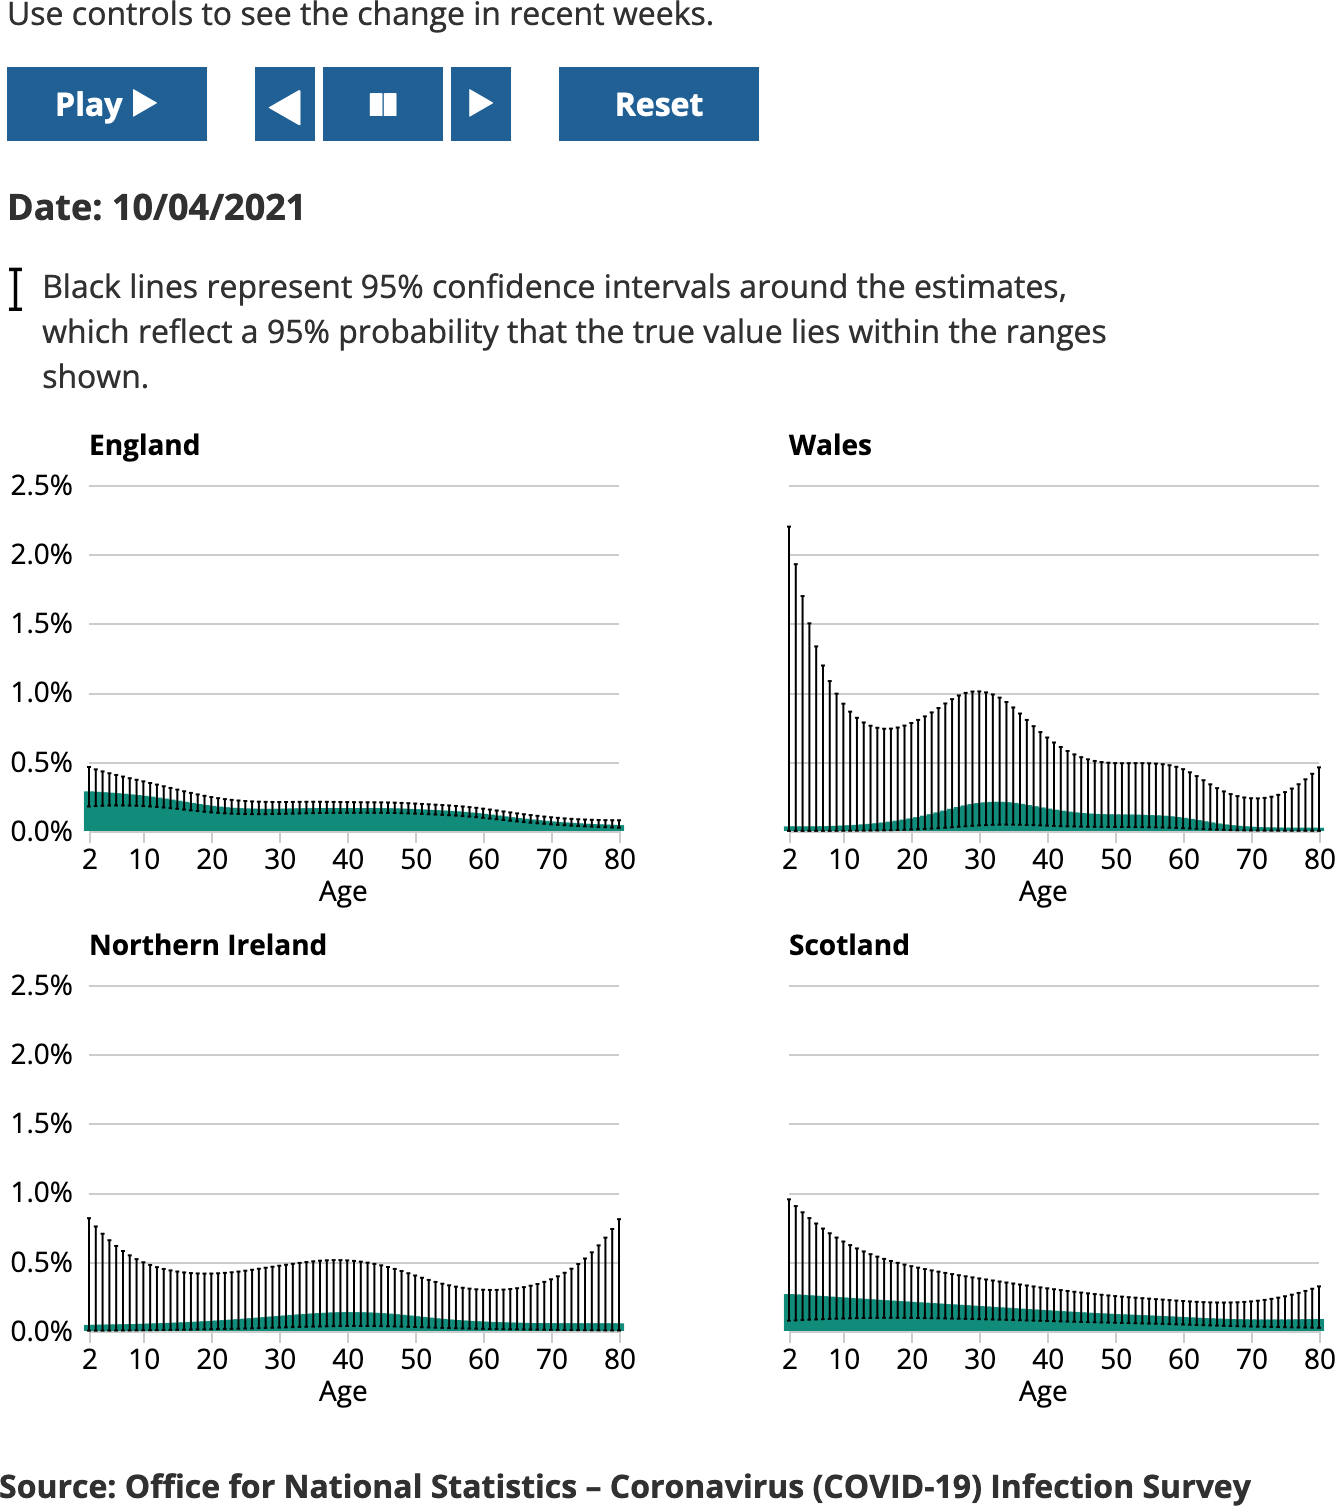 Use controls to see the change in recent weeks.
Play
Reset
Date: 10/04/2021
Black lines represent 95% confidence intervals around the estimates,
which reflect a 95% probability that the true value lies within the ranges
shown.
England
2.5%
2.0%
1.5%
1.0%
0.5%
0.0%
2 10 20 30 40 50 60 70 80
Age
Wales
2 10 20 30 40 50 60 70 80
Age
Northern Ireland
2.5%
2.0%
1.5%
1.0%
0.5%
0.0%
2 10 20 30 40 50 60 70 80
Age
Scotland
2 10 20 30 40 50 60 70 80
Age
Source: Office for National Statistics – Coronavirus (COVID-19) Infection Survey